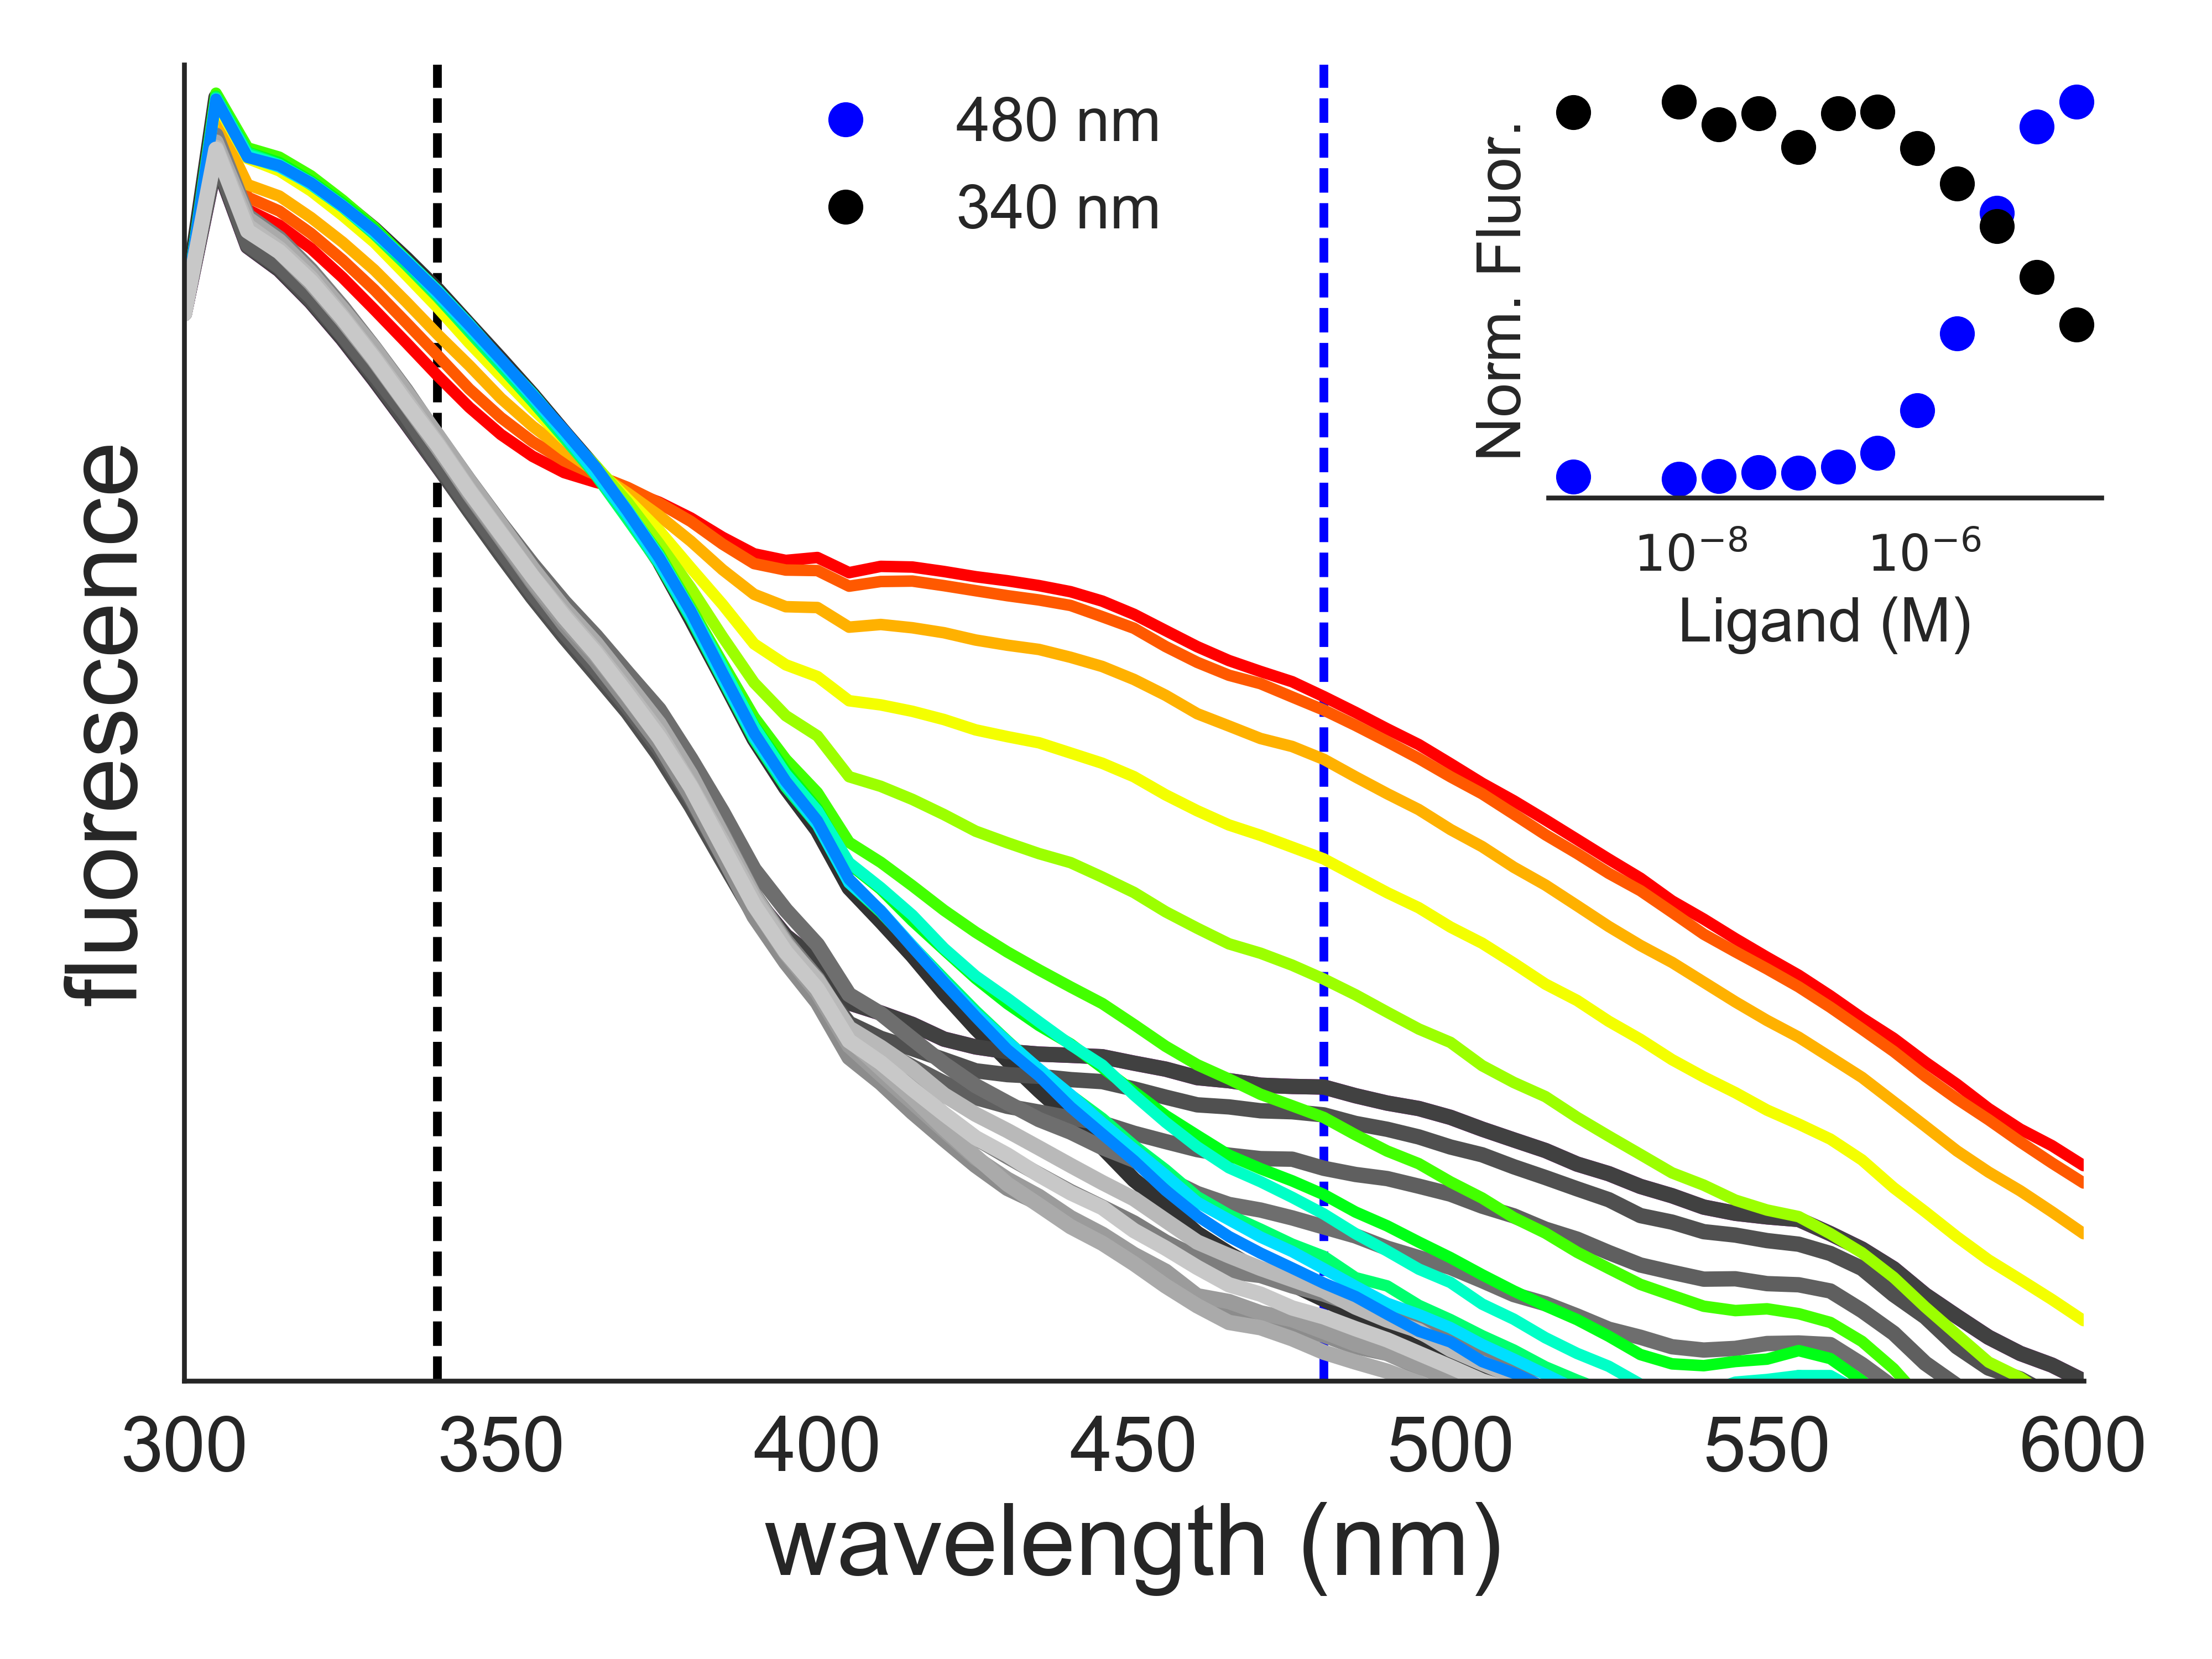 480 nm
340 nm
Norm. Fluor.
10⁻⁸ 10⁻⁶
Ligand (M)
fluorescence
300 350 400 450 500 550 600
wavelength (nm)